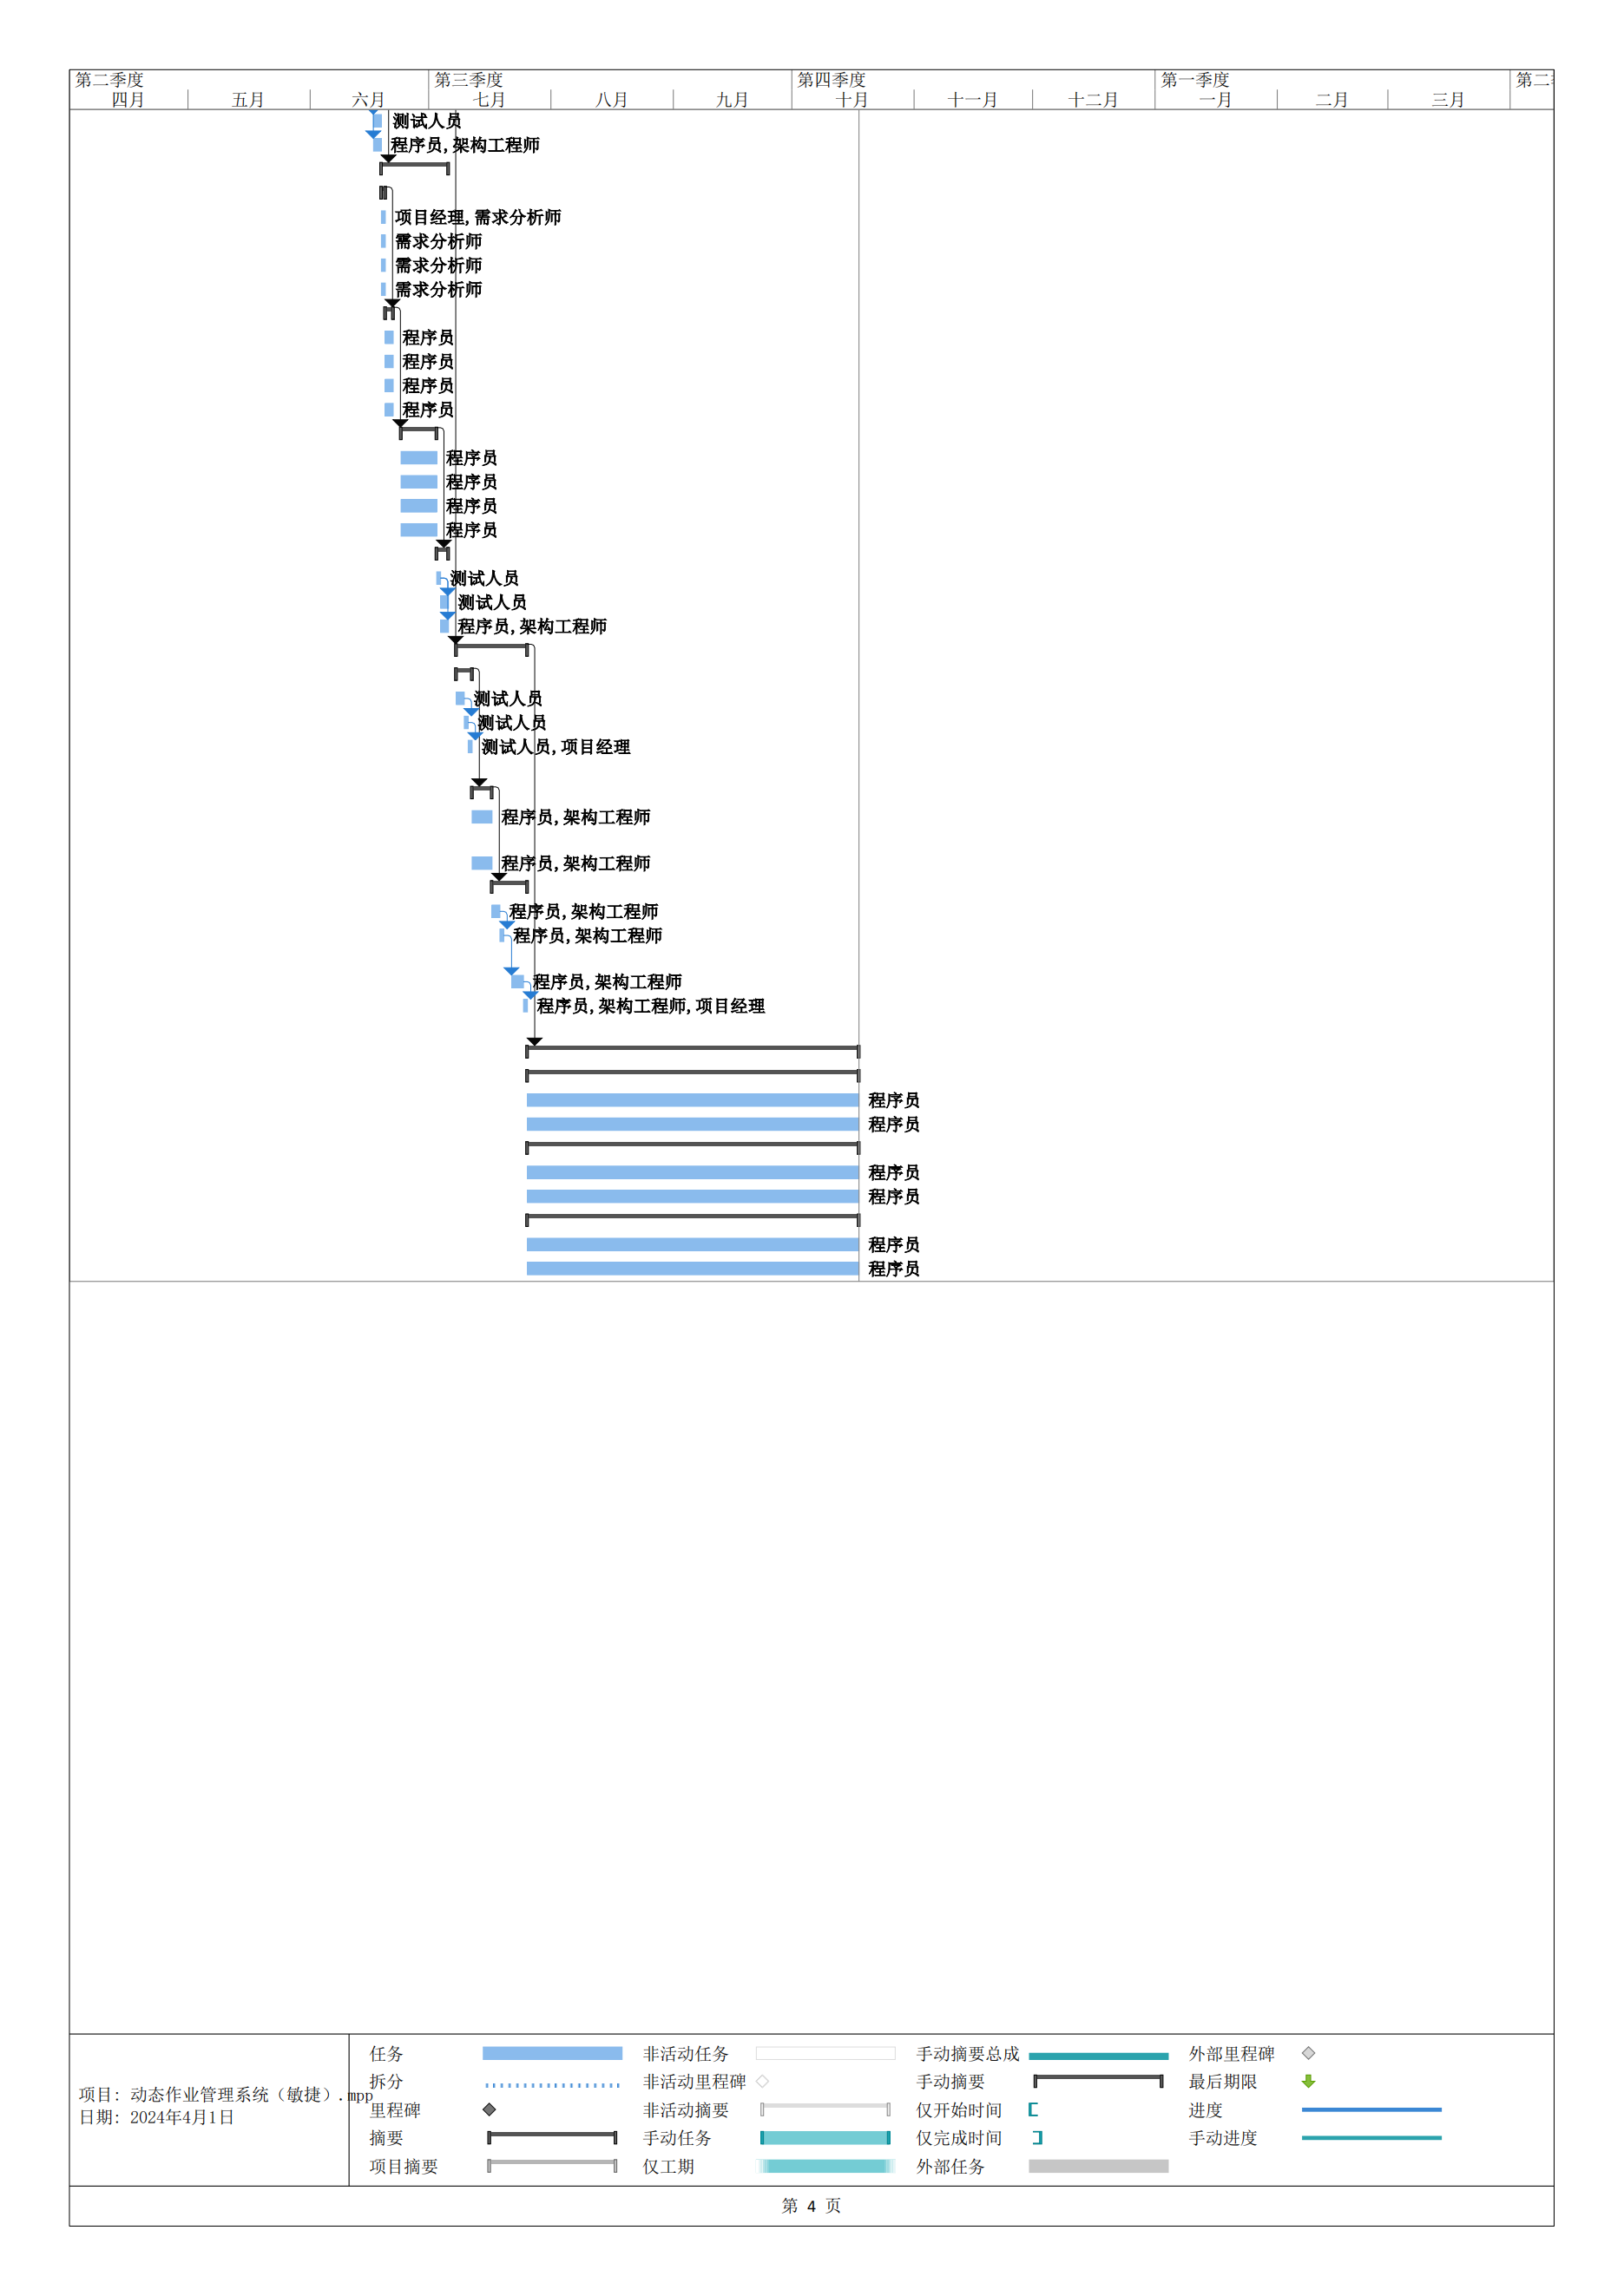 第二季度 第三季度 第四季度 第一季度 第二
四月 五月 六月 七月 八月 九月 十月 十一月 十二月 一月 二月 三月
测试人员
程序员,架构工程师
项目经理,需求分析师
需求分析师
需求分析师
需求分析师
程序员
程序员
程序员
程序员
程序员
程序员
程序员
程序员
测试人员
测试人员
程序员,架构工程师
测试人员
测试人员
测试人员,项目经理
程序员,架构工程师
程序员,架构工程师
程序员,架构工程师
程序员,架构工程师
程序员,架构工程师
程序员,架构工程师,项目经理
程序员
程序员
程序员
程序员
程序员
程序员
项目: 动态作业管理系统（敏捷）.mpp
日期: 2024年4月1日
任务 非活动任务 手动摘要总成 外部里程碑
拆分 非活动里程碑 手动摘要 最后期限
里程碑 非活动摘要 仅开始时间 进度
摘要 手动任务 仅完成时间 手动进度
项目摘要 仅工期 外部任务
第 4 页